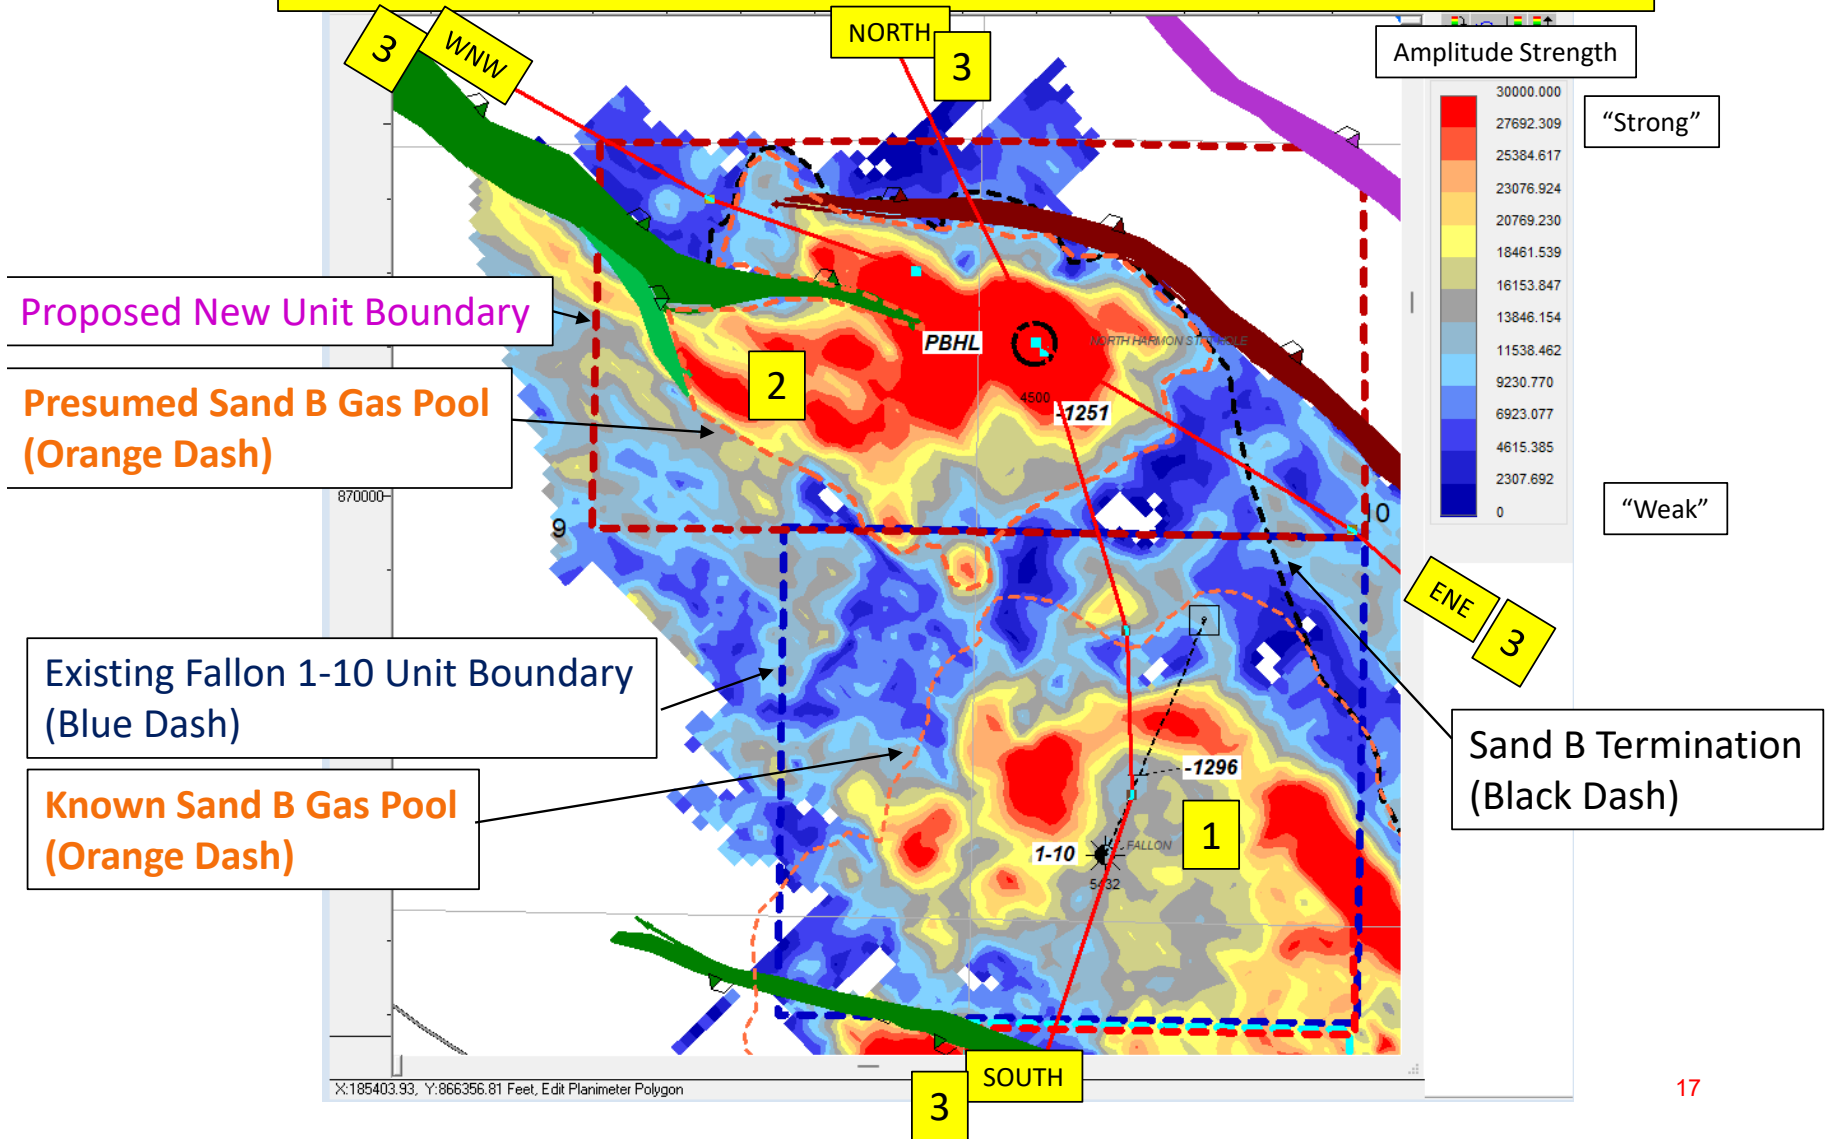 3
WNW
NORTH
3
Amplitude Strength
30000.000
27692.309
25384.617
23076.924
20769.230
18461.539
16153.847
13846.154
11538.462
9230.770
6923.077
4615.385
2307.692
0
“Strong”
“Weak”
Proposed New Unit Boundary
Presumed Sand B Gas Pool
(Orange Dash)
2
PBHL
4500
-1251
870000
9
10
ENE
3
Existing Fallon 1-10 Unit Boundary
(Blue Dash)
Known Sand B Gas Pool
(Orange Dash)
Sand B Termination
(Black Dash)
-1296
1
1-10
FALLON
5432
SOUTH
3
X:185403.93, Y:866356.81 Feet, Edit Planimeter Polygon
17